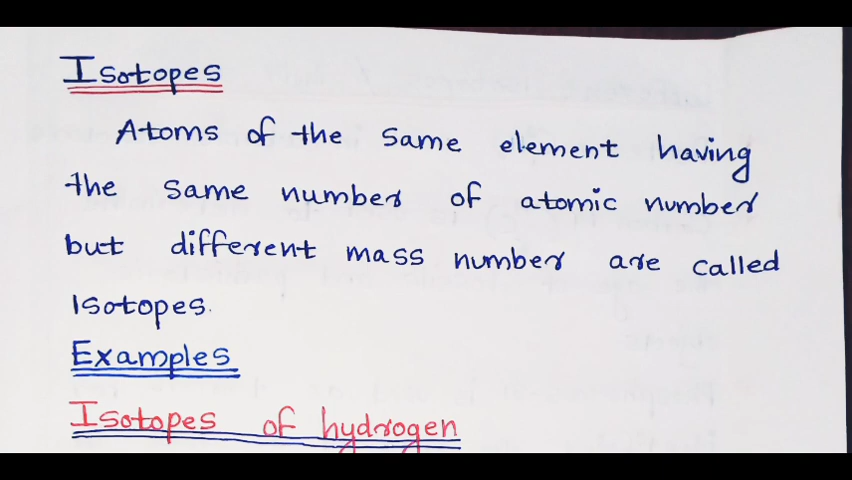 Isotopes
Atoms of the same element having
the same number of atomic number
but different mass number are called
Isotopes.
Examples
Isotopes of hydrogen